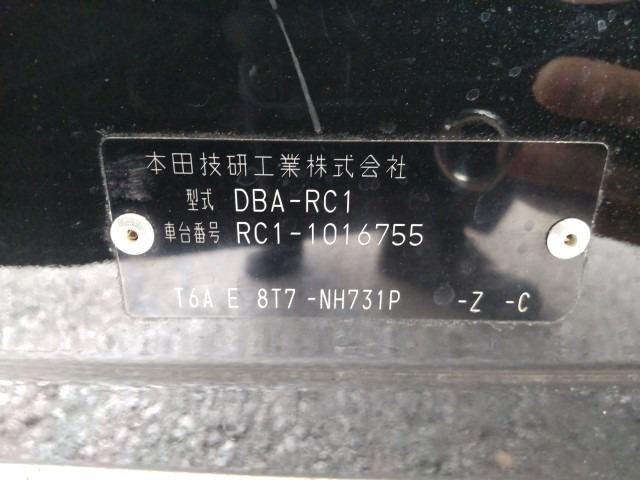 本田技研工業株式会社
型式 DBA-RC1
車台番号 RC1-1016755
T6A E 8T7 -NH731P -Z -C